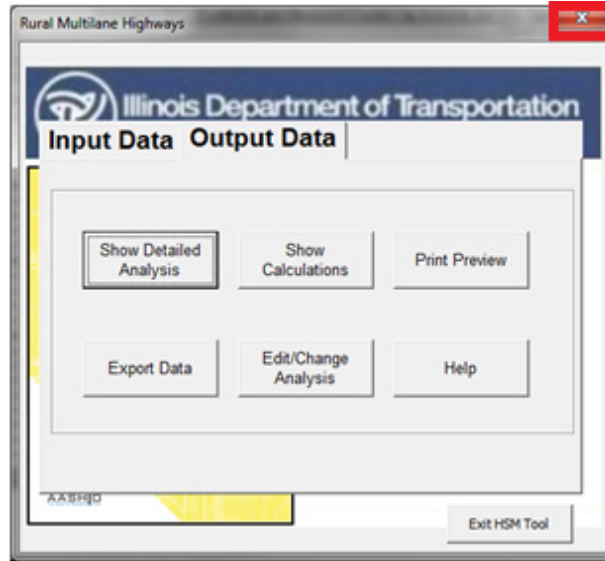 Rural Multilane Highways
Illinois Department of Transportation
Input Data Output Data
Show Detailed
Analysis
Show
Calculations
Print Preview
Export Data
Edit/Change
Analysis
Help
AASHTO
Exit HSM Tool